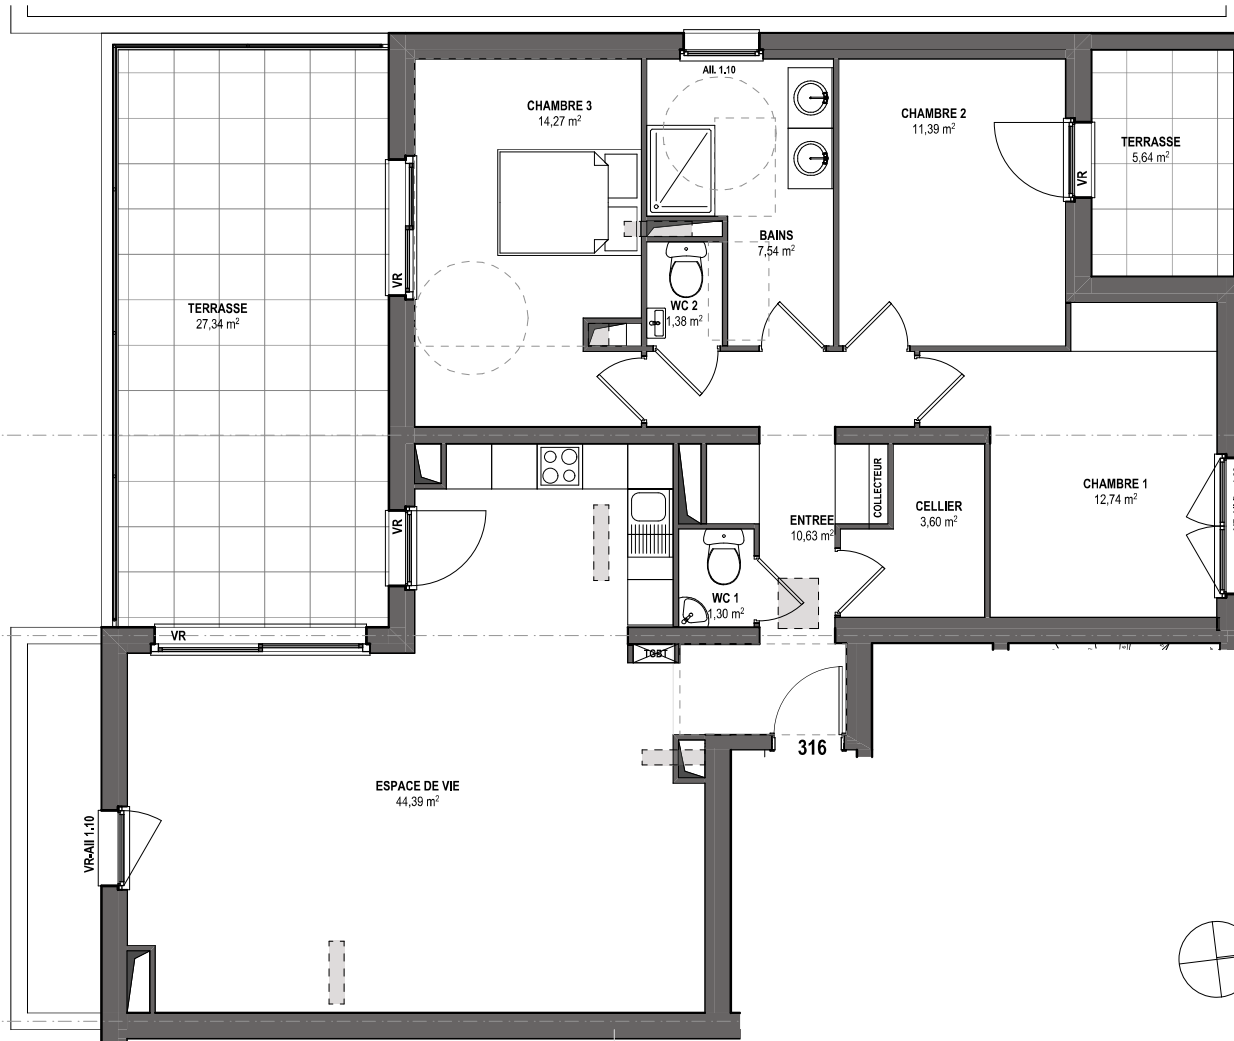 All. 1.10
CHAMBRE 3
14,27 m²
CHAMBRE 2
11,39 m²
TERRASSE
5,64 m²
VR
BAINS
7,54 m²
VR
TERRASSE
27,34 m²
WC 2
1,38 m²
COLLECTEUR
CHAMBRE 1
12,74 m²
CELLIER
3,60 m²
ENTREE
10,63 m²
VR
WC 1
1,30 m²
VR
TGBT
316
ESPACE DE VIE
44,39 m²
VR-All 1.10